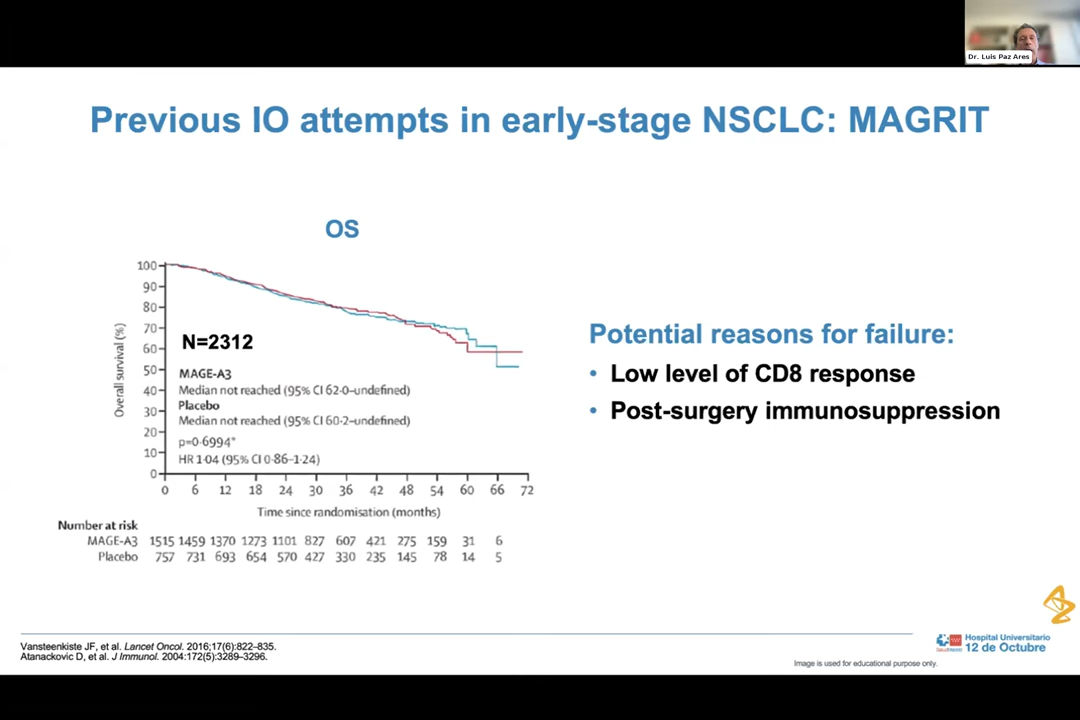 Dr. Luis Paz Ares
Previous IO attempts in early-stage NSCLC: MAGRIT
OS
100
90
80
70
60
50
40
30
20
10
0
Overall survival (%)
N=2312
MAGE-A3
Median not reached (95% CI 62·0–undefined)
Placebo
Median not reached (95% CI 60·2–undefined)
p=0·6994*
HR 1·04 (95% CI 0·86–1·24)
0 6 12 18 24 30 36 42 48 54 60 66 72
Time since randomisation (months)
Number at risk
MAGE-A3 1515 1459 1370 1273 1101 827 607 421 275 159 31 6
Placebo 757 731 693 654 570 427 330 235 145 78 14 5
Potential reasons for failure:
• Low level of CD8 response
• Post-surgery immunosuppression
Vansteenkiste JF, et al. Lancet Oncol. 2016;17(6):822–835.
Atanackovic D, et al. J Immunol. 2004:172(5):3289–3296.
Hospital Universitario
12 de Octubre
Image is used for educational purpose only.